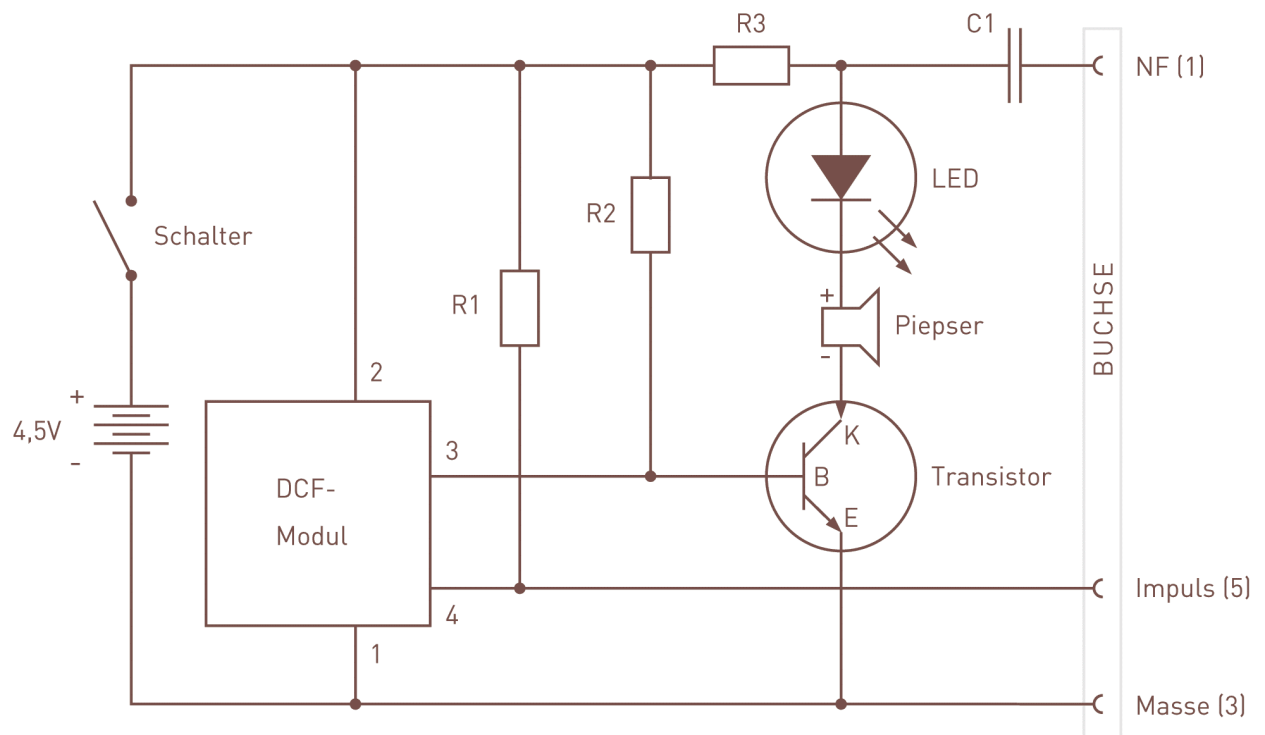 R3
C1
NF (1)
LED
R2
Schalter
R1
+
Piepser
-
BUCHSE
2
+
4,5V
-
K
3
B
Transistor
DCF-
Modul
E
4
Impuls (5)
1
Masse (3)